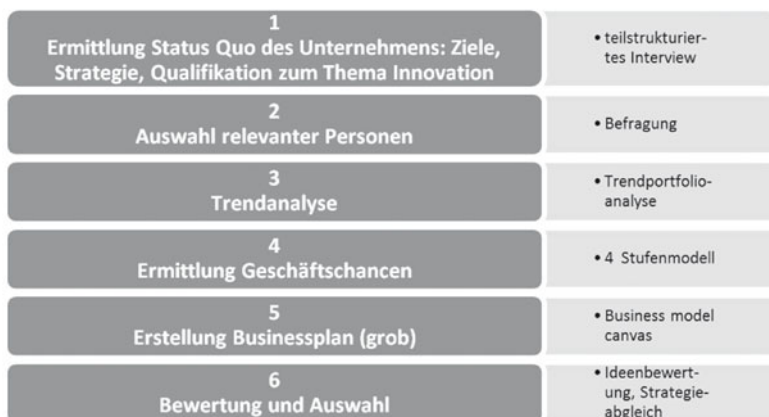 1
Ermittlung Status Quo des Unternehmens: Ziele,
Strategie, Qualifikation zum Thema Innovation
• teilstrukturier-
tes Interview
2
Auswahl relevanter Personen
• Befragung
3
Trendanalyse
• Trendportfolio-
analyse
4
Ermittlung Geschäftschancen
• 4 Stufenmodell
5
Erstellung Businessplan (grob)
• Business model
canvas
6
Bewertung und Auswahl
• Ideenbewert-
ung, Strategie-
abgleich